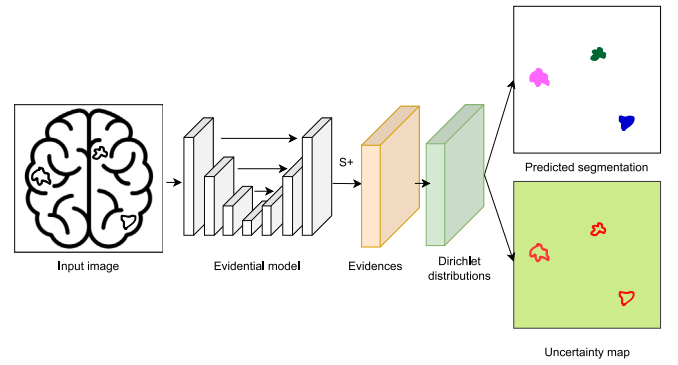 S+
Predicted segmentation
Input image
Evidential model
Evidences
Dirichlet
distributions
Uncertainty map